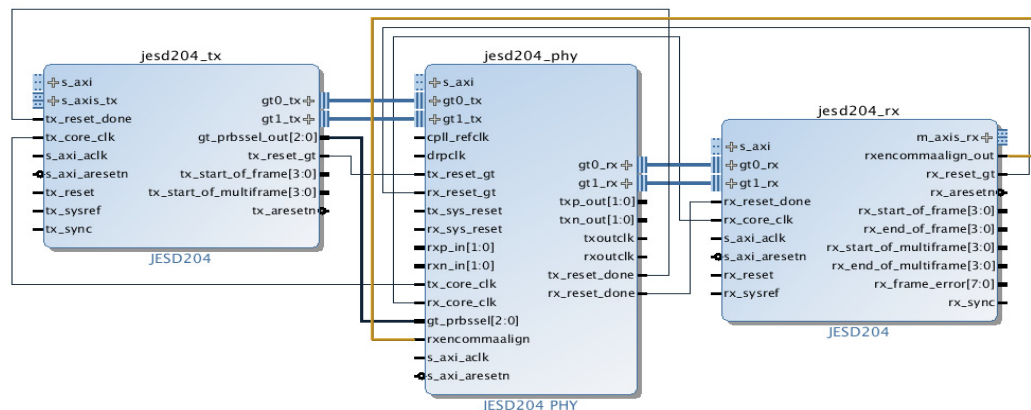 jesd204_tx
s_axi
s_axis_tx
tx_reset_done
tx_core_clk
s_axi_aclk
s_axi_aresetn
tx_reset
tx_sysref
tx_sync
gt0_tx
gt1_tx
gt_prbssel_out[2:0]
tx_reset_gt
tx_start_of_frame[3:0]
tx_start_of_multiframe[3:0]
tx_aresetn
JESD204
jesd204_phy
s_axi
gt0_tx
gt1_tx
cpll_refclk
drpclk
tx_reset_gt
rx_reset_gt
tx_sys_reset
rx_sys_reset
rxp_in[1:0]
rxn_in[1:0]
tx_core_clk
rx_core_clk
gt_prbssel[2:0]
rxencommaalign
s_axi_aclk
s_axi_aresetn
gt0_rx
gt1_rx
txp_out[1:0]
txn_out[1:0]
txoutclk
rxoutclk
tx_reset_done
rx_reset_done
JESD204 PHY
jesd204_rx
s_axi
gt0_rx
gt1_rx
rx_reset_done
rx_core_clk
s_axi_aclk
s_axi_aresetn
rx_reset
rx_sysref
m_axis_rx
rxencommaalign_out
rx_reset_gt
rx_aresetn
rx_start_of_frame[3:0]
rx_end_of_frame[3:0]
rx_start_of_multiframe[3:0]
rx_end_of_multiframe[3:0]
rx_frame_error[7:0]
rx_sync
JESD204